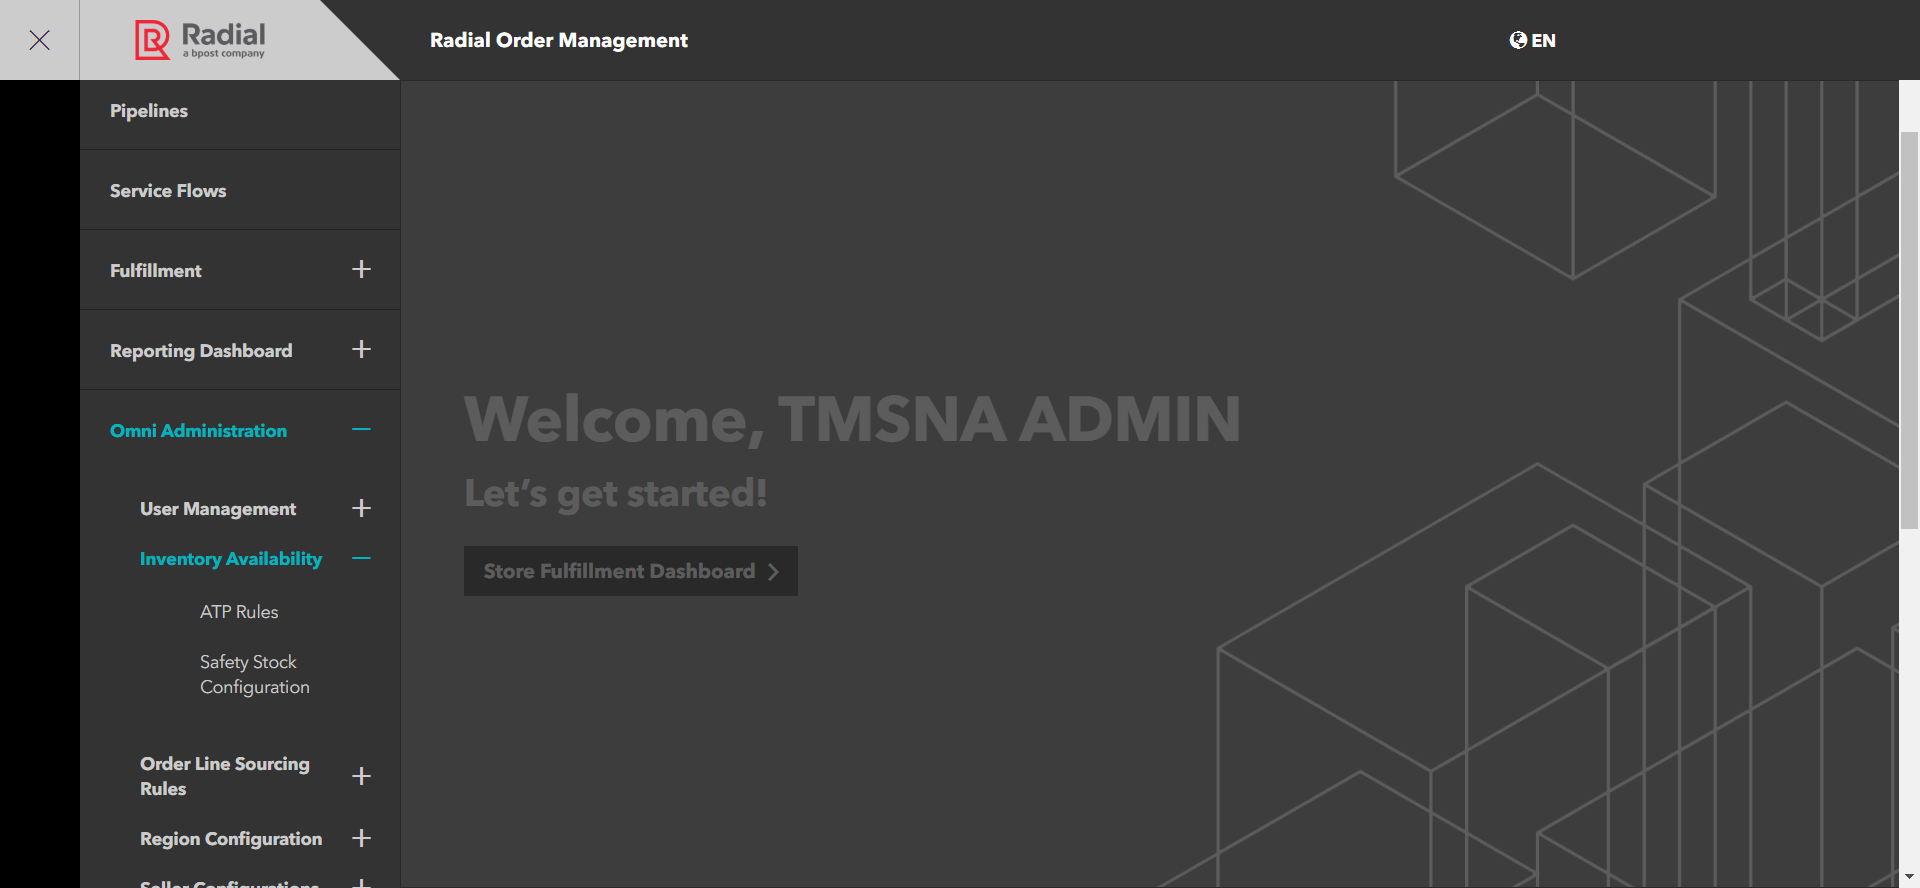 Radial
a bpost company
Radial Order Management
EN
Pipelines
Service Flows
Fulfillment
Reporting Dashboard
Omni Administration
User Management
Inventory Availability
ATP Rules
Safety Stock
Configuration
Order Line Sourcing
Rules
Region Configuration
Seller Configurations
Welcome, TMSNA ADMIN
Let’s get started!
Store Fulfillment Dashboard